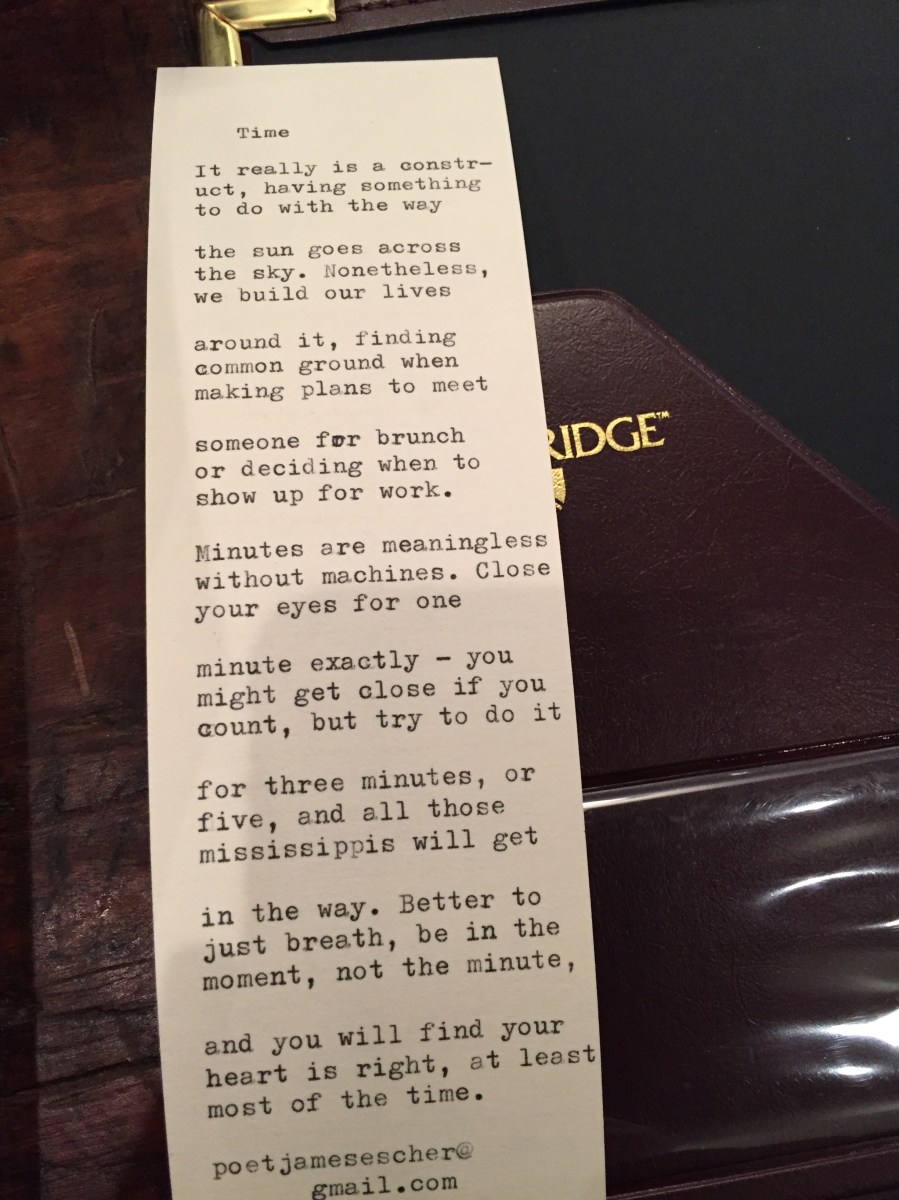 Time
It really is a constr-
uct, having something
to do with the way
the sun goes across
the sky. Nonetheless,
we build our lives
around it, finding
common ground when
making plans to meet
someone for brunch
or deciding when to
show up for work.
Minutes are meaningless
without machines. Close
your eyes for one
minute exactly - you
might get close if you
count, but try to do it
for three minutes, or
five, and all those
mississippis will get
in the way. Better to
just breath, be in the
moment, not the minute,
and you will find your
heart is right, at least
most of the time.
poetjamesescher@
gmail.com
RIDGE™